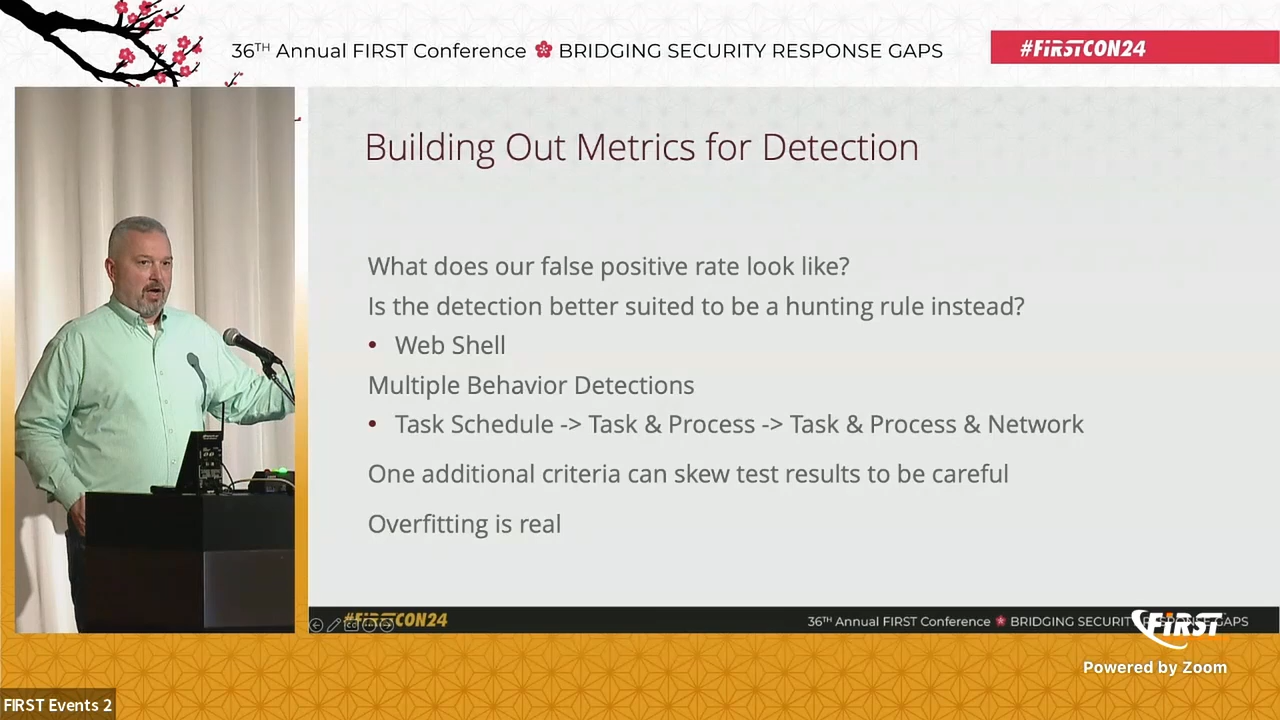 36TH Annual FIRST Conference BRIDGING SECURITY RESPONSE GAPS
#FiRSTCON24
Building Out Metrics for Detection
What does our false positive rate look like?
Is the detection better suited to be a hunting rule instead?
• Web Shell
Multiple Behavior Detections
• Task Schedule -> Task & Process -> Task & Process & Network
One additional criteria can skew test results to be careful
Overfitting is real
#FiRSTCON24
36TH Annual FIRST Conference BRIDGING SECURITY RESPONSE GAPS
FiRST
Powered by Zoom
FIRST Events 2